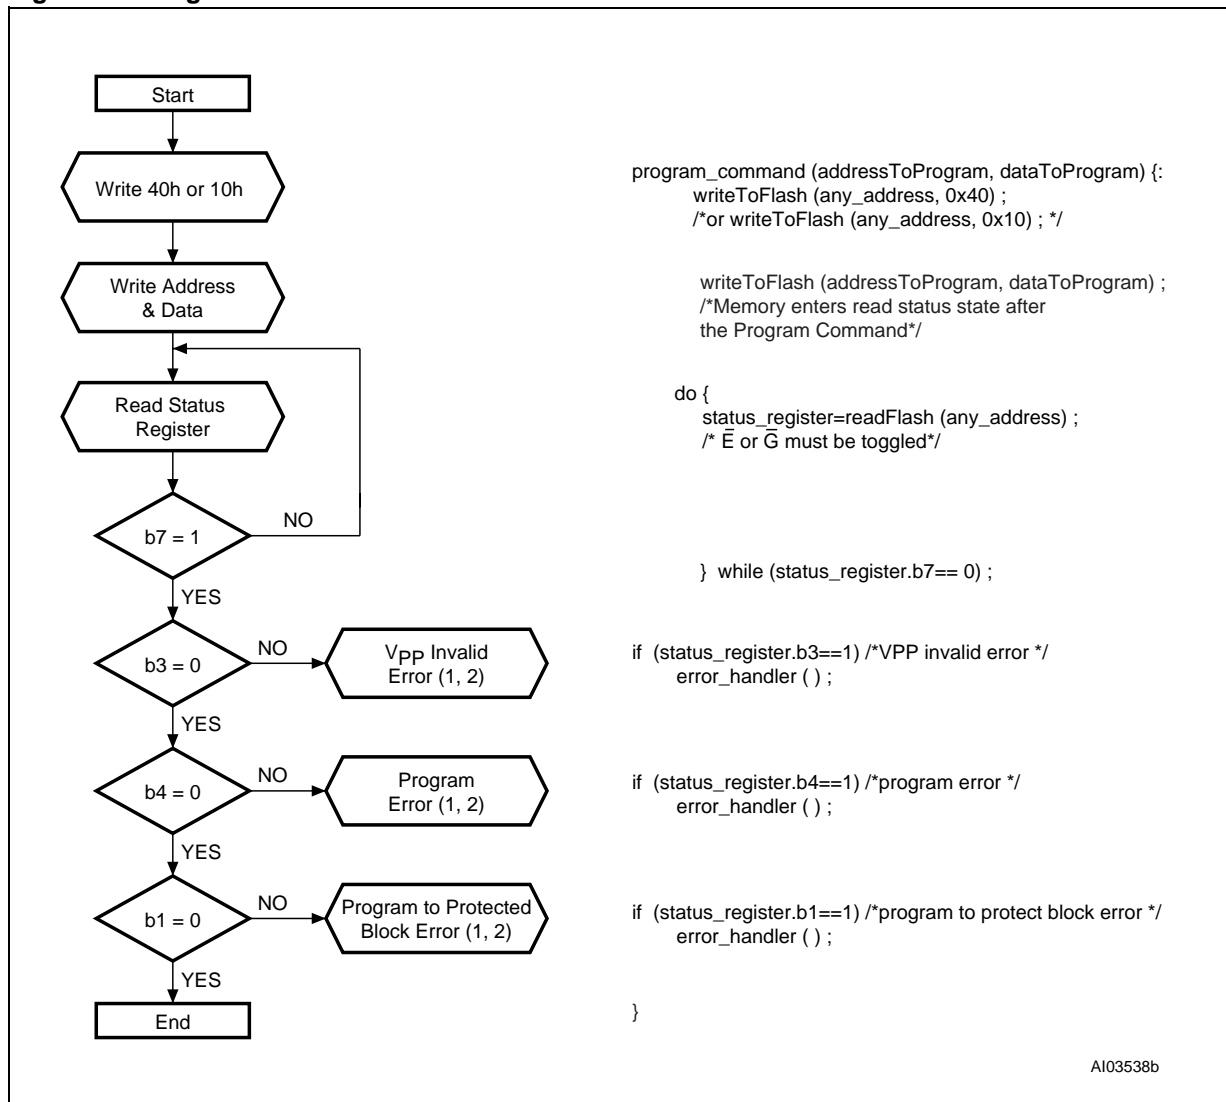 Start
Write 40h or 10h
Write Address
& Data
Read Status
Register
b7 = 1
NO
YES
b3 = 0
NO
VPP Invalid
Error (1, 2)
YES
b4 = 0
NO
Program
Error (1, 2)
YES
b1 = 0
NO
Program to Protected
Block Error (1, 2)
YES
End
program_command (addressToProgram, dataToProgram) {:
writeToFlash (any_address, 0x40) ;
/*or writeToFlash (any_address, 0x10) ; */
writeToFlash (addressToProgram, dataToProgram) ;
/*Memory enters read status state after
the Program Command*/
do {
status_register=readFlash (any_address) ;
/* E̅ or G̅ must be toggled*/
} while (status_register.b7== 0) ;
if (status_register.b3==1) /*VPP invalid error */
error_handler ( ) ;
if (status_register.b4==1) /*program error */
error_handler ( ) ;
if (status_register.b1==1) /*program to protect block error */
error_handler ( ) ;
}
AI03538b